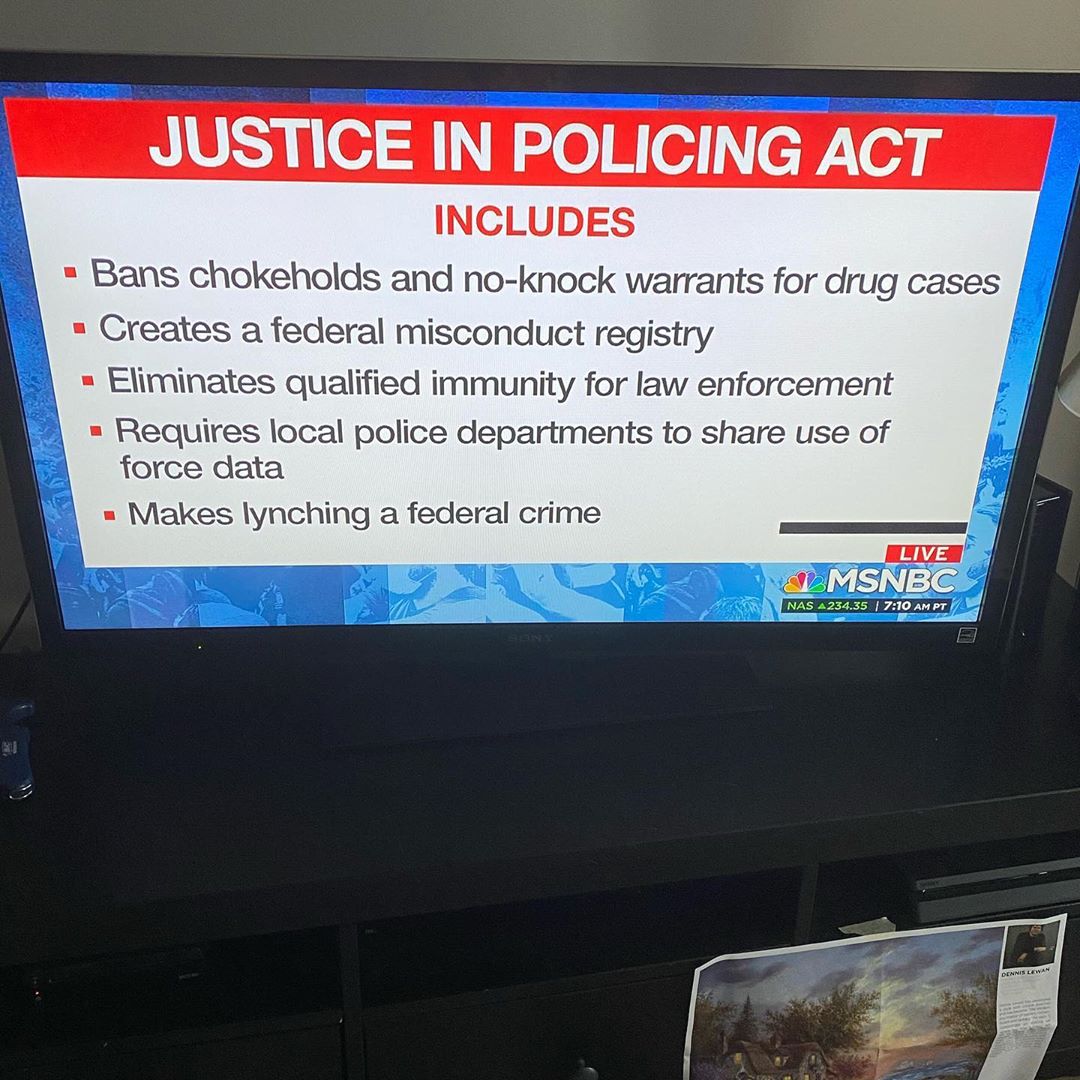 JUSTICE IN POLICING ACT
INCLUDES
▪ Bans chokeholds and no-knock warrants for drug cases
▪ Creates a federal misconduct registry
▪ Eliminates qualified immunity for law enforcement
▪ Requires local police departments to share use of
force data
▪ Makes lynching a federal crime
LIVE
MSNBC
NAS ▲234.35 | 7:10 AM PT
SONY
DENNIS LEWAN